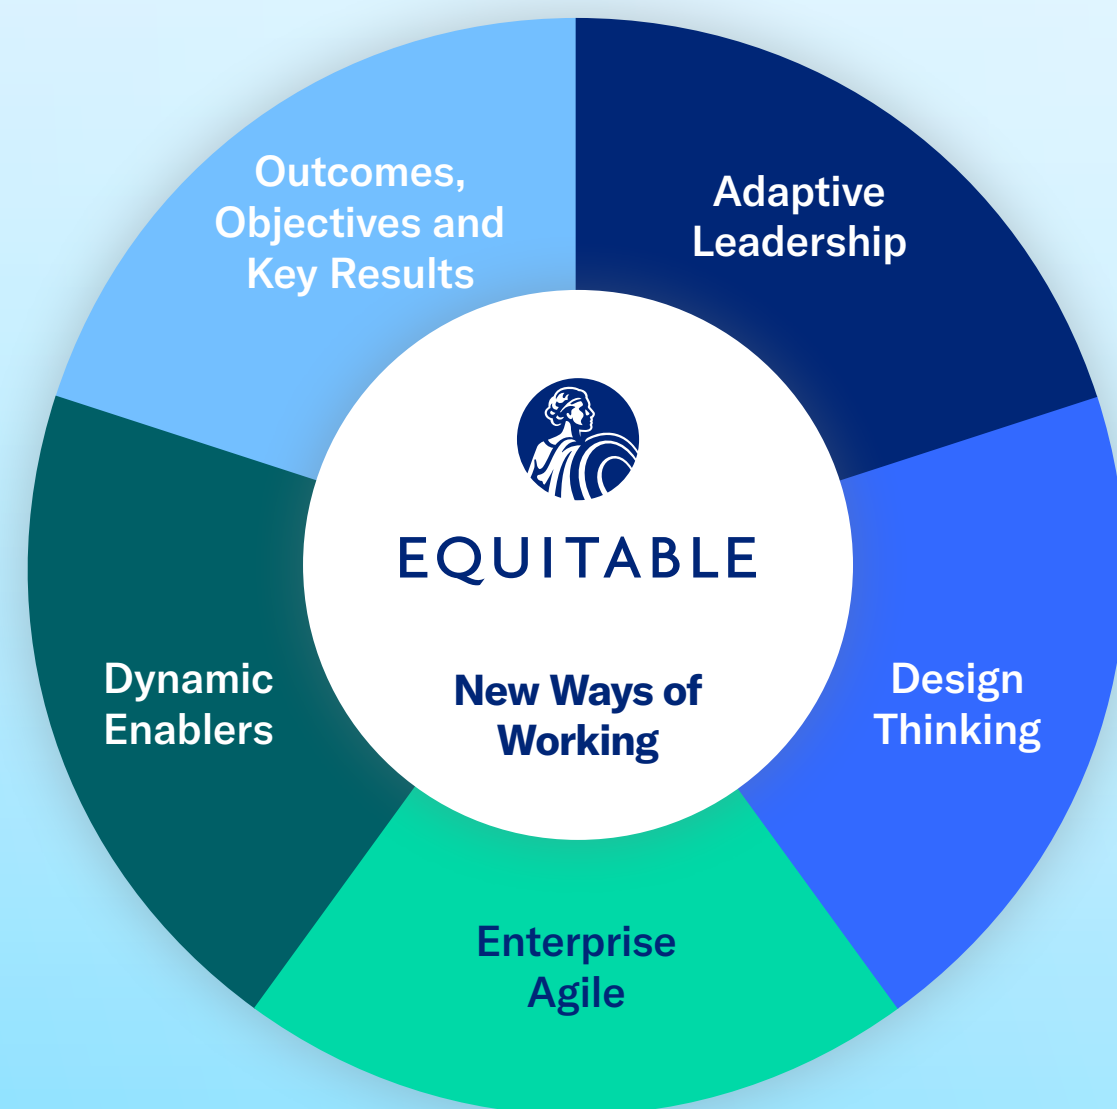 Outcomes,
Objectives and
Key Results
Adaptive
Leadership
EQUITABLE
New Ways of
Working
Dynamic
Enablers
Design
Thinking
Enterprise
Agile